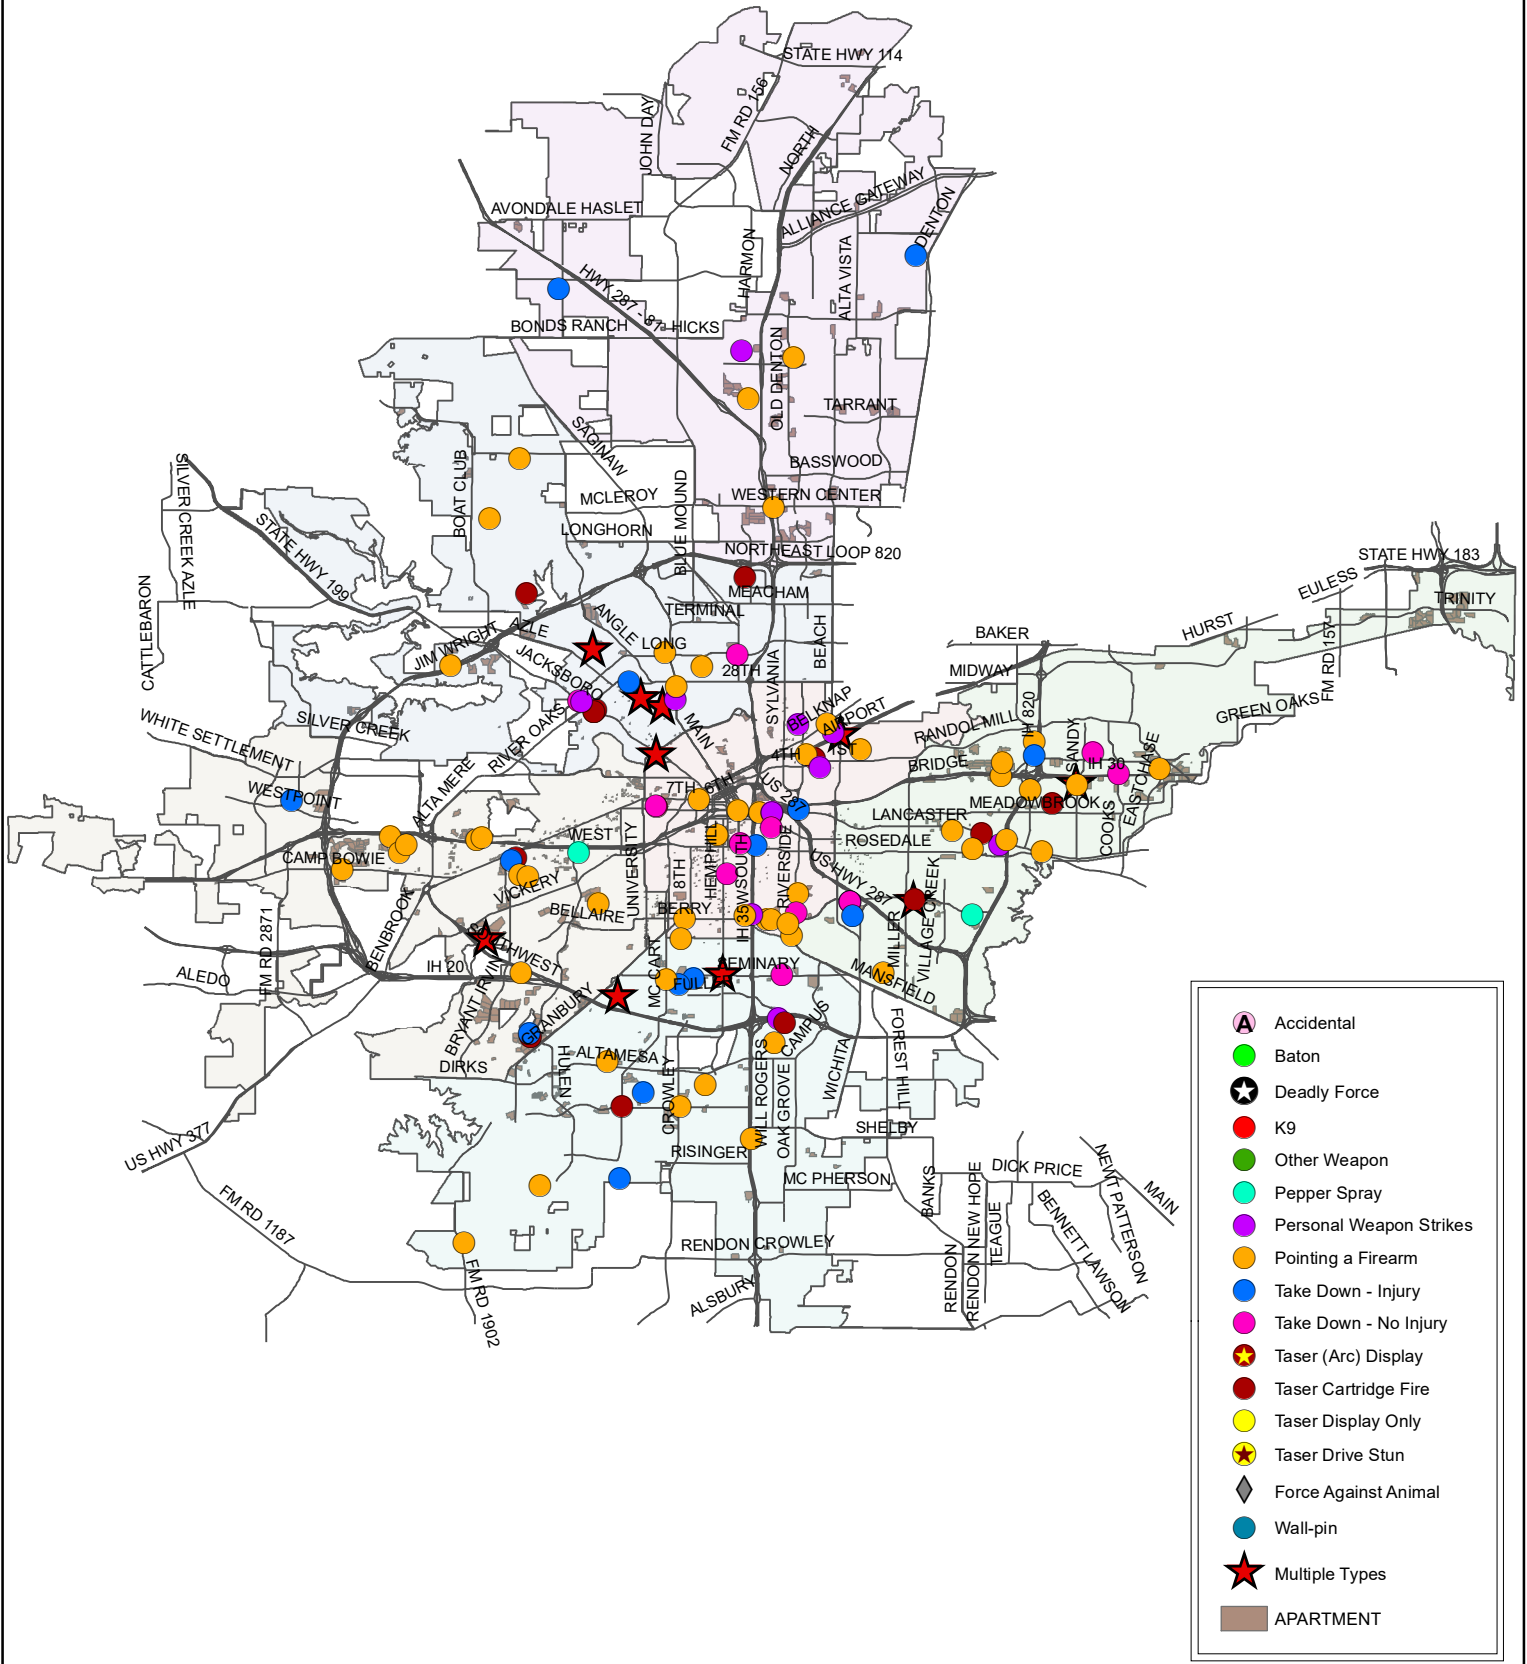 STATE HWY 114
JOHN DAY
FM RD 156
NORTH
ALLIANCE GATEWAY
DENTON
AVONDALE HASLET
HARMON
ALTA VISTA
HWY 287 - 81
BONDS RANCH
HICKS
OLD DENTON
TARRANT
SAGINAW
BASSWOOD
BOAT CLUB
MCLEROY
BLUE MOUND
WESTERN CENTER
SILVER CREEK AZLE
STATE HWY 199
LONGHORN
NORTHEAST LOOP 820
STATE HWY 183
EULESS
TRINITY
CATTLEBARON
MEACHAM
TERMINAL
ANGLE
AZLE
LONG
BEACH
BAKER
HURST
FM RD 157
JIM WRIGHT
JACKSBORO
28TH
SYLVANIA
MIDWAY
SILVER CREEK
RIVER OAKS
MAIN
BELKNAP
AIRPORT
RANDOL MILL
IH 820
SANDY
GREEN OAKS
WHITE SETTLEMENT
4TH
1ST
BRIDGE
IH 30
EASTCHASE
WESTPOINT
ALTA MERE
7TH
6TH
US 287
MEADOWBROOK
LANCASTER
COOKS
CAMP BOWIE
WEST
UNIVERSITY
HEMPHILL
IH 35W
SOUTH
RIVERSIDE
ROSEDALE
US HWY 287
VICKERY
8TH
BELLAIRE
BERRY
MILLER
VILLAGE CREEK
FM RD 2871
BENBROOK
SOUTHWEST
IH 20
ALEDO
BRYANT IRVIN
MC CART
SEMINARY
MANSFIELD
GRANBURY
CAMPUS
DIRKS
HULEN
ALTAMESA
CROWLEY
WILL ROGERS
OAK GROVE
WICHITA
FOREST HILL
US HWY 377
RISINGER
SHELBY
MC PHERSON
BANKS
DICK PRICE
NEWT PATTERSON
MAIN
FM RD 1187
RENDON CROWLEY
RENDON
RENDON NEW HOPE
TEAGUE
BENNETT LAWSON
FM RD 1902
ALSBURY
A Accidental
Baton
Deadly Force
K9
Other Weapon
Pepper Spray
Personal Weapon Strikes
Pointing a Firearm
Take Down - Injury
Take Down - No Injury
Taser (Arc) Display
Taser Cartridge Fire
Taser Display Only
Taser Drive Stun
Force Against Animal
Wall-pin
Multiple Types
APARTMENT